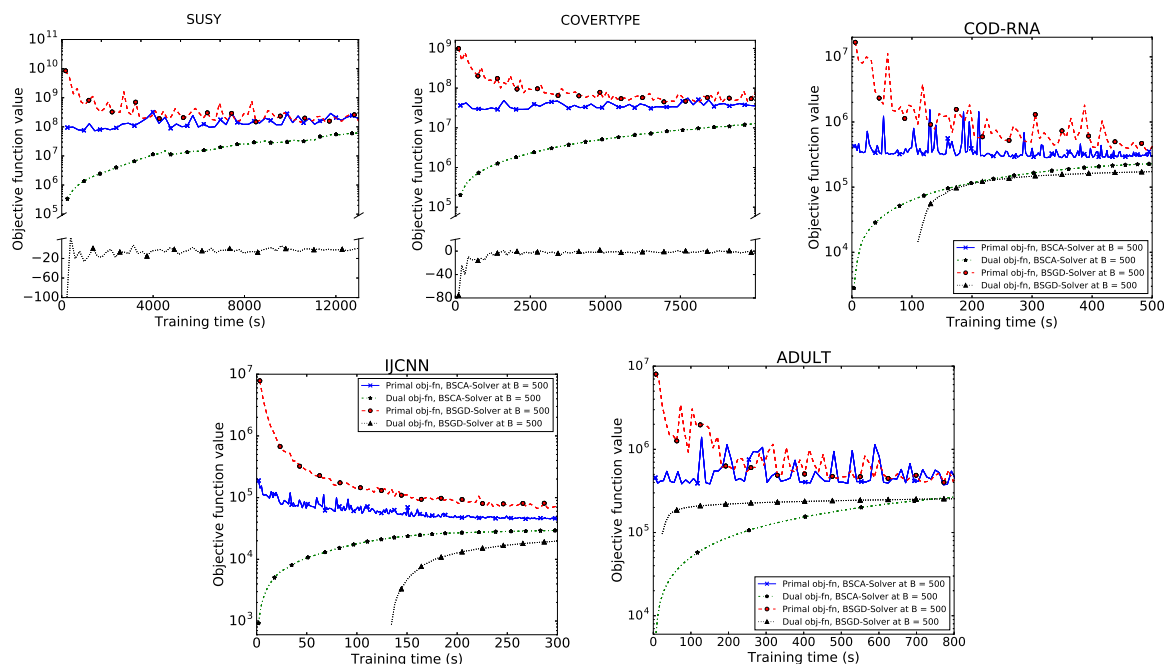 SUSY
Objective function value
10^11
10^10
10^9
10^8
10^7
10^6
10^5
−20
−60
−100
0
4000
8000
12000
Training time (s)
COVERTYPE
Objective function value
10^9
10^8
10^7
10^6
10^5
0
−40
−80
0
2500
5000
7500
Training time (s)
COD-RNA
Objective function value
10^7
10^6
10^5
10^4
0
100
200
300
400
500
Training time (s)
Primal obj-fn, BSCA-Solver at B = 500
Dual obj-fn, BSCA-Solver at B = 500
Primal obj-fn, BSGD-Solver at B = 500
Dual obj-fn, BSGD-Solver at B = 500
IJCNN
Objective function value
10^7
10^6
10^5
10^4
10^3
0
50
100
150
200
250
300
Training time (s)
Primal obj-fn, BSCA-Solver at B = 500
Dual obj-fn, BSCA-Solver at B = 500
Primal obj-fn, BSGD-Solver at B = 500
Dual obj-fn, BSGD-Solver at B = 500
ADULT
Objective function value
10^7
10^6
10^5
10^4
0
100
200
300
400
500
600
700
800
Training time (s)
Primal obj-fn, BSCA-Solver at B = 500
Dual obj-fn, BSCA-Solver at B = 500
Primal obj-fn, BSGD-Solver at B = 500
Dual obj-fn, BSGD-Solver at B = 500